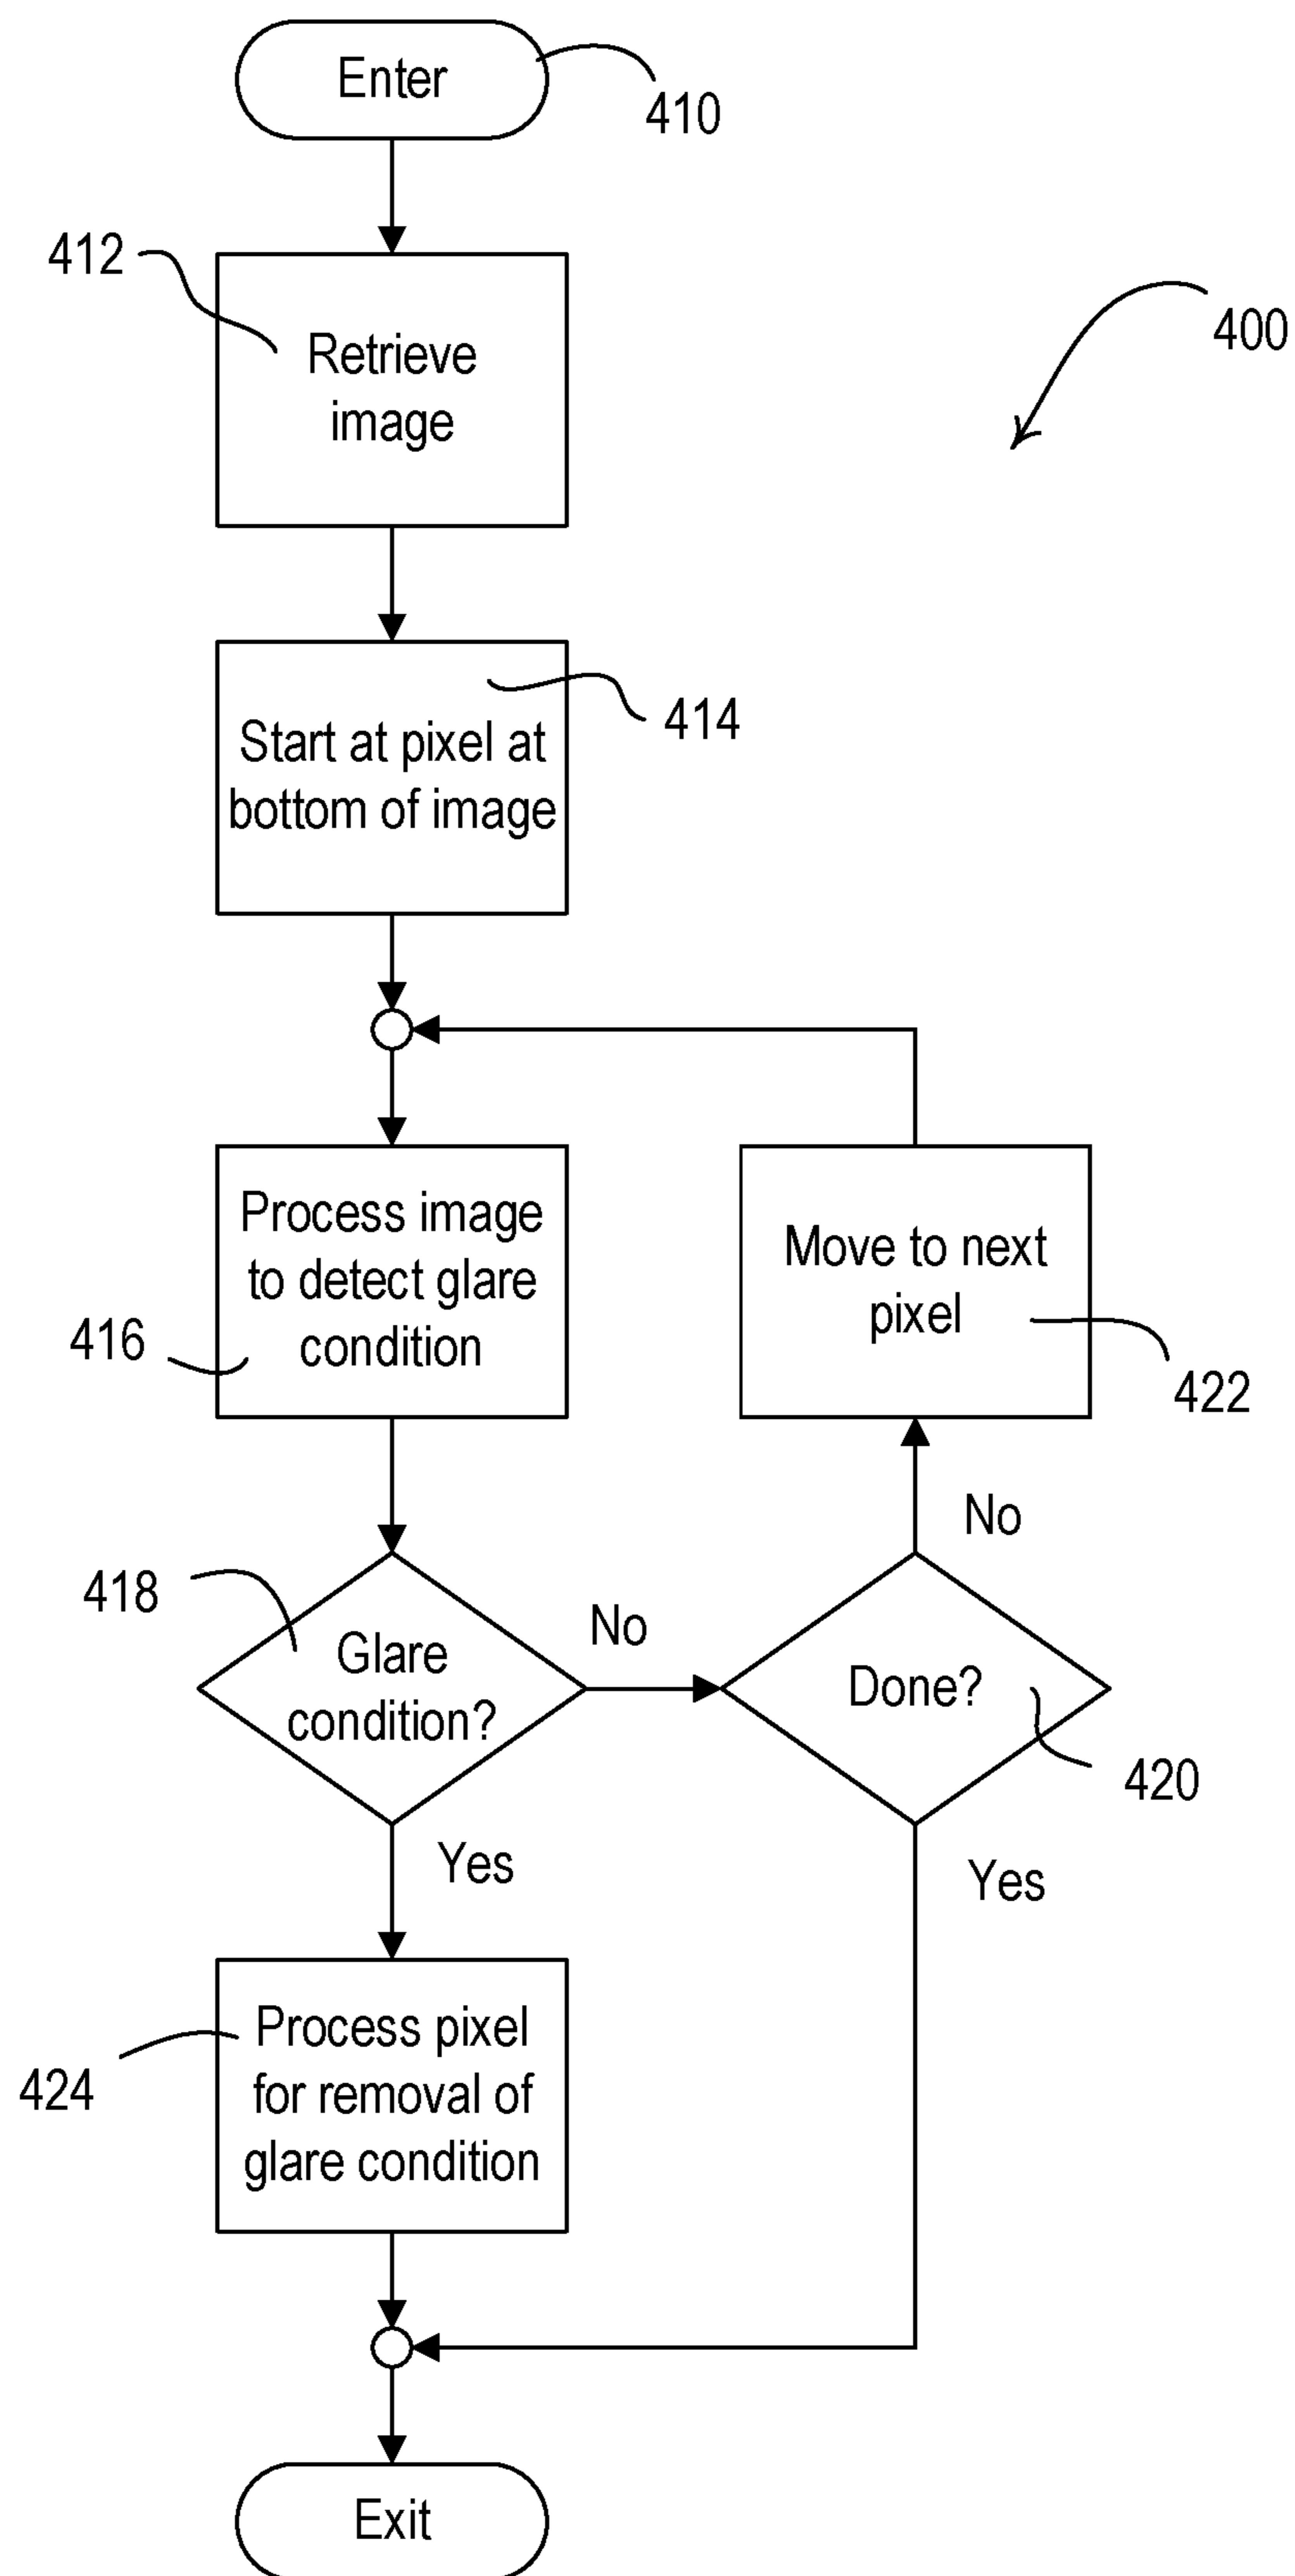 Enter
410
412
Retrieve
image
400
Start at pixel at
bottom of image
414
Process image
to detect glare
condition
416
Move to next
pixel
422
No
418
Glare
condition?
No
Done?
420
Yes
Yes
Process pixel
for removal of
glare condition
424
Exit